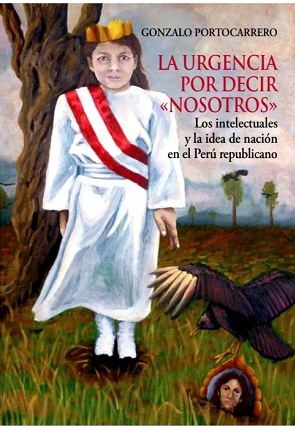 GONZALO PORTOCARRERO
LA URGENCIA
POR DECIR
«NOSOTROS»
Los intelectuales
y la idea de nación
en el Perú republicano